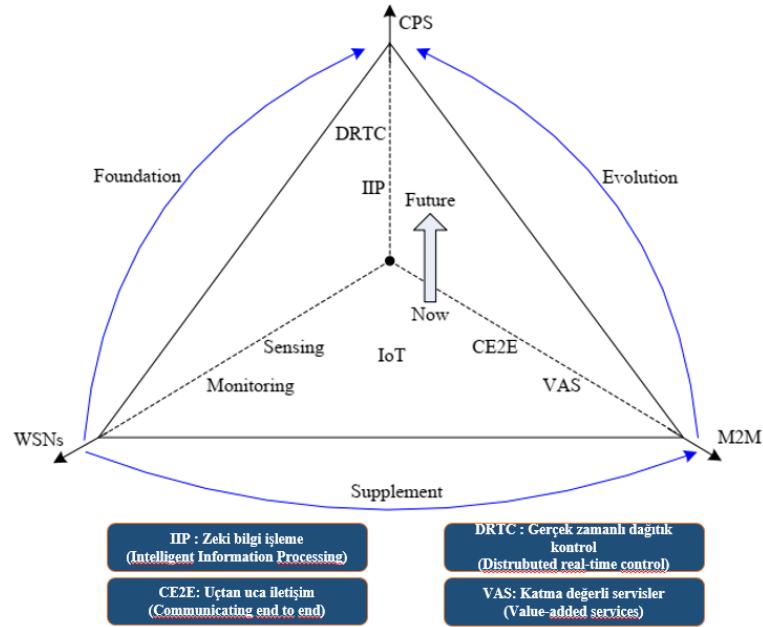 CPS
DRTC
Foundation
Evolution
IIP
Future
Now
Sensing
IoT
CE2E
Monitoring
VAS
WSNs
M2M
Supplement
IIP : Zeki bilgi işleme
(Intelligent Information Processing)
DRTC : Gerçek zamanlı dağıtık
kontrol
(Distrubuted real-time control)
CE2E: Uçtan uca iletişim
(Communicating end to end)
VAS: Katma değerli servisler
(Value-added services)